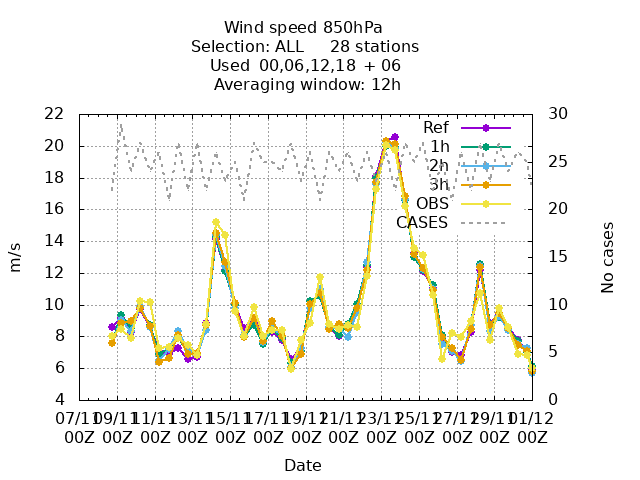 Wind speed 850hPa
Selection: ALL 28 stations
Used 00,06,12,18 + 06
Averaging window: 12h
m/s
No cases
22
20
18
16
14
12
10
8
6
4
30
25
20
15
10
5
0
Ref
1h
2h
3h
OBS
CASES
07/11 09/11 11/11 13/11 15/11 17/11 19/11 21/11 23/11 25/11 27/11 29/11 01/12
00Z 00Z 00Z 00Z 00Z 00Z 00Z 00Z 00Z 00Z 00Z 00Z 00Z
Date